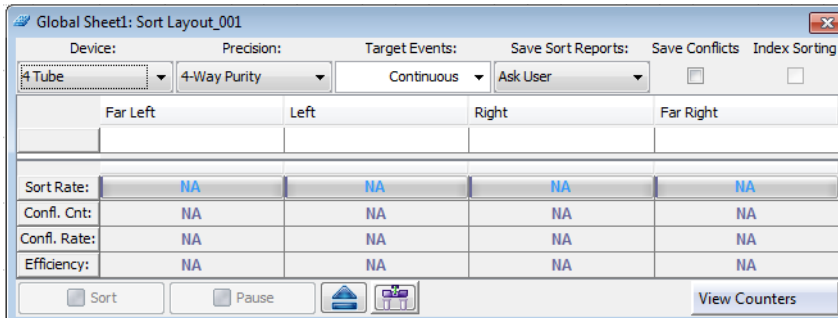 Global Sheet1: Sort Layout_001
Device: Precision: Target Events: Save Sort Reports: Save Conflicts Index Sorting
4 Tube 4-Way Purity Continuous Ask User
Far Left Left Right Far Right
Sort Rate: NA NA NA NA
Confl. Cnt: NA NA NA NA
Confl. Rate: NA NA NA NA
Efficiency: NA NA NA NA
Sort Pause View Counters